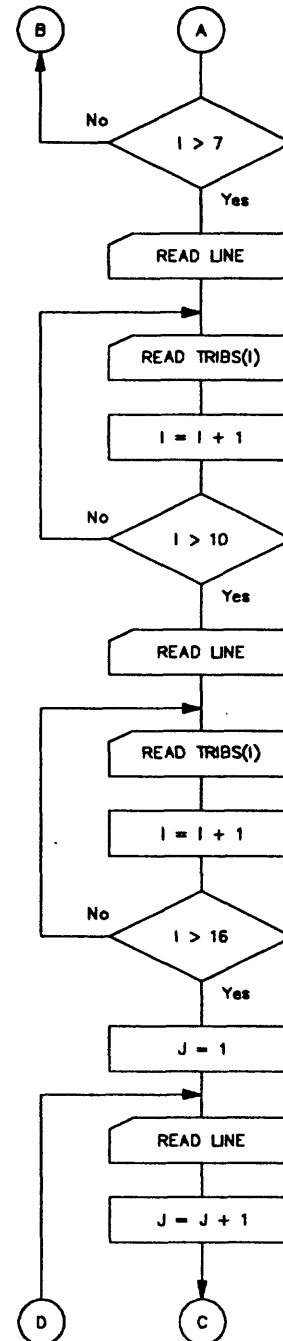 B A
No
I > 7
Yes
READ LINE
READ TRIBS(I)
I = I + 1
No
I > 10
Yes
READ LINE
READ TRIBS(I)
I = I + 1
No
I > 16
Yes
J = 1
READ LINE
J = J + 1
D C